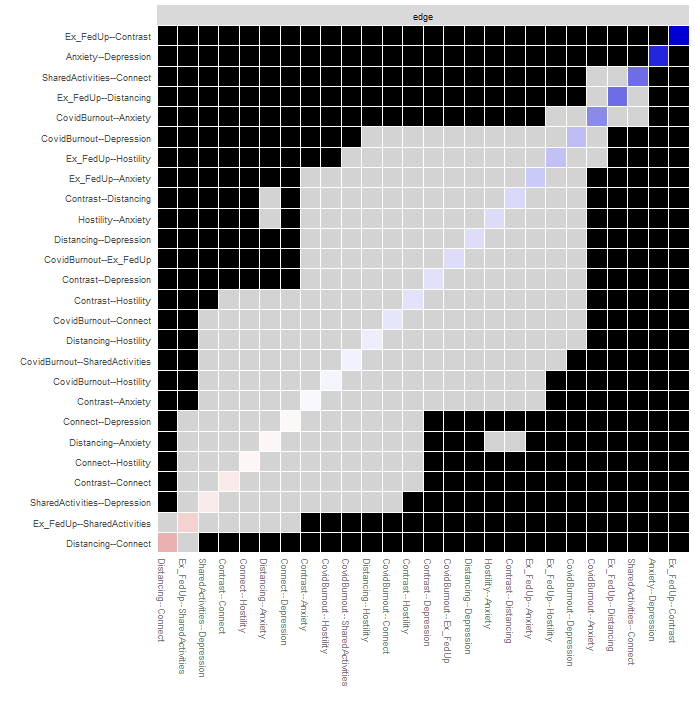 edge
Ex_FedUp--Contrast
Anxiety--Depression
SharedActivities--Connect
Ex_FedUp--Distancing
CovidBurnout--Anxiety
CovidBurnout--Depression
Ex_FedUp--Hostility
Ex_FedUp--Anxiety
Contrast--Distancing
Hostility--Anxiety
Distancing--Depression
CovidBurnout--Ex_FedUp
Contrast--Depression
Contrast--Hostility
CovidBurnout--Connect
Distancing--Hostility
CovidBurnout--SharedActivities
CovidBurnout--Hostility
Contrast--Anxiety
Connect--Depression
Distancing--Anxiety
Connect--Hostility
Contrast--Connect
SharedActivities--Depression
Ex_FedUp--SharedActivities
Distancing--Connect
Distancing--Connect
Ex_FedUp--SharedActivities
SharedActivities--Depression
Contrast--Connect
Connect--Hostility
Distancing--Anxiety
Connect--Depression
Contrast--Anxiety
CovidBurnout--Hostility
CovidBurnout--SharedActivities
Distancing--Hostility
CovidBurnout--Connect
Contrast--Hostility
Contrast--Depression
CovidBurnout--Ex_FedUp
Distancing--Depression
Hostility--Anxiety
Contrast--Distancing
Ex_FedUp--Anxiety
Ex_FedUp--Hostility
CovidBurnout--Depression
CovidBurnout--Anxiety
Ex_FedUp--Distancing
SharedActivities--Connect
Anxiety--Depression
Ex_FedUp--Contrast